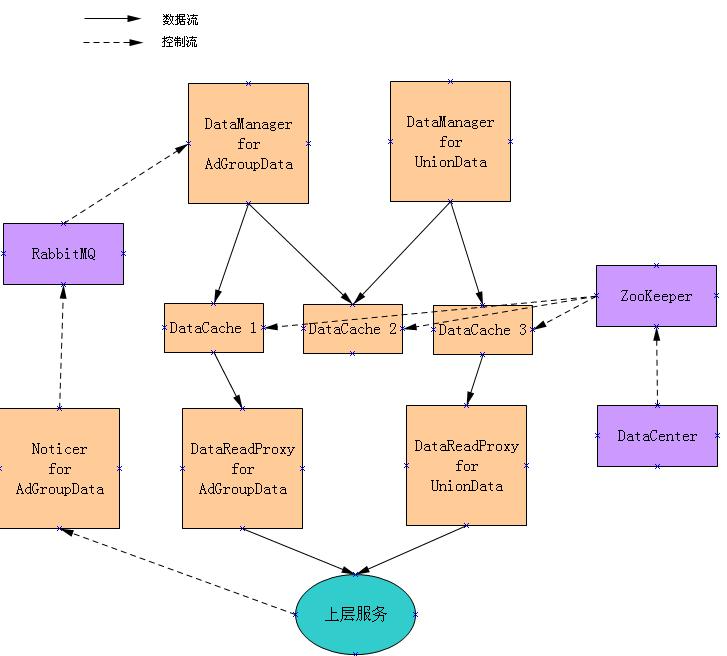 数据流
控制流
DataManager
for
AdGroupData
DataManager
for
UnionData
RabbitMQ
ZooKeeper
DataCache 1
DataCache 2
DataCache 3
Noticer
for
AdGroupData
DataReadProxy
for
AdGroupData
DataReadProxy
for
UnionData
DataCenter
上层服务